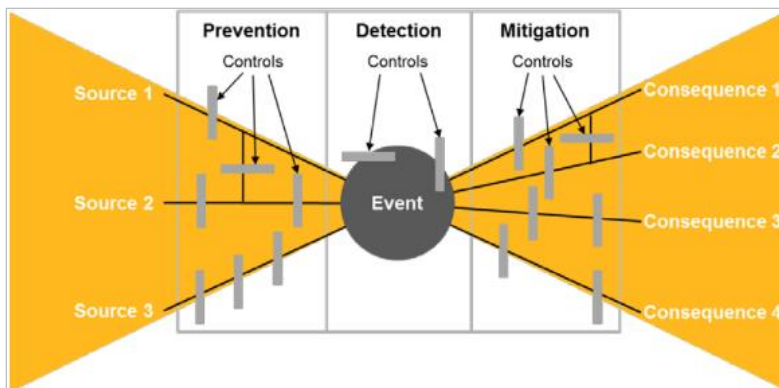 Prevention
Detection
Mitigation
Controls
Controls
Controls
Source 1
Source 2
Source 3
Event
Consequence 1
Consequence 2
Consequence 3
Consequence 4